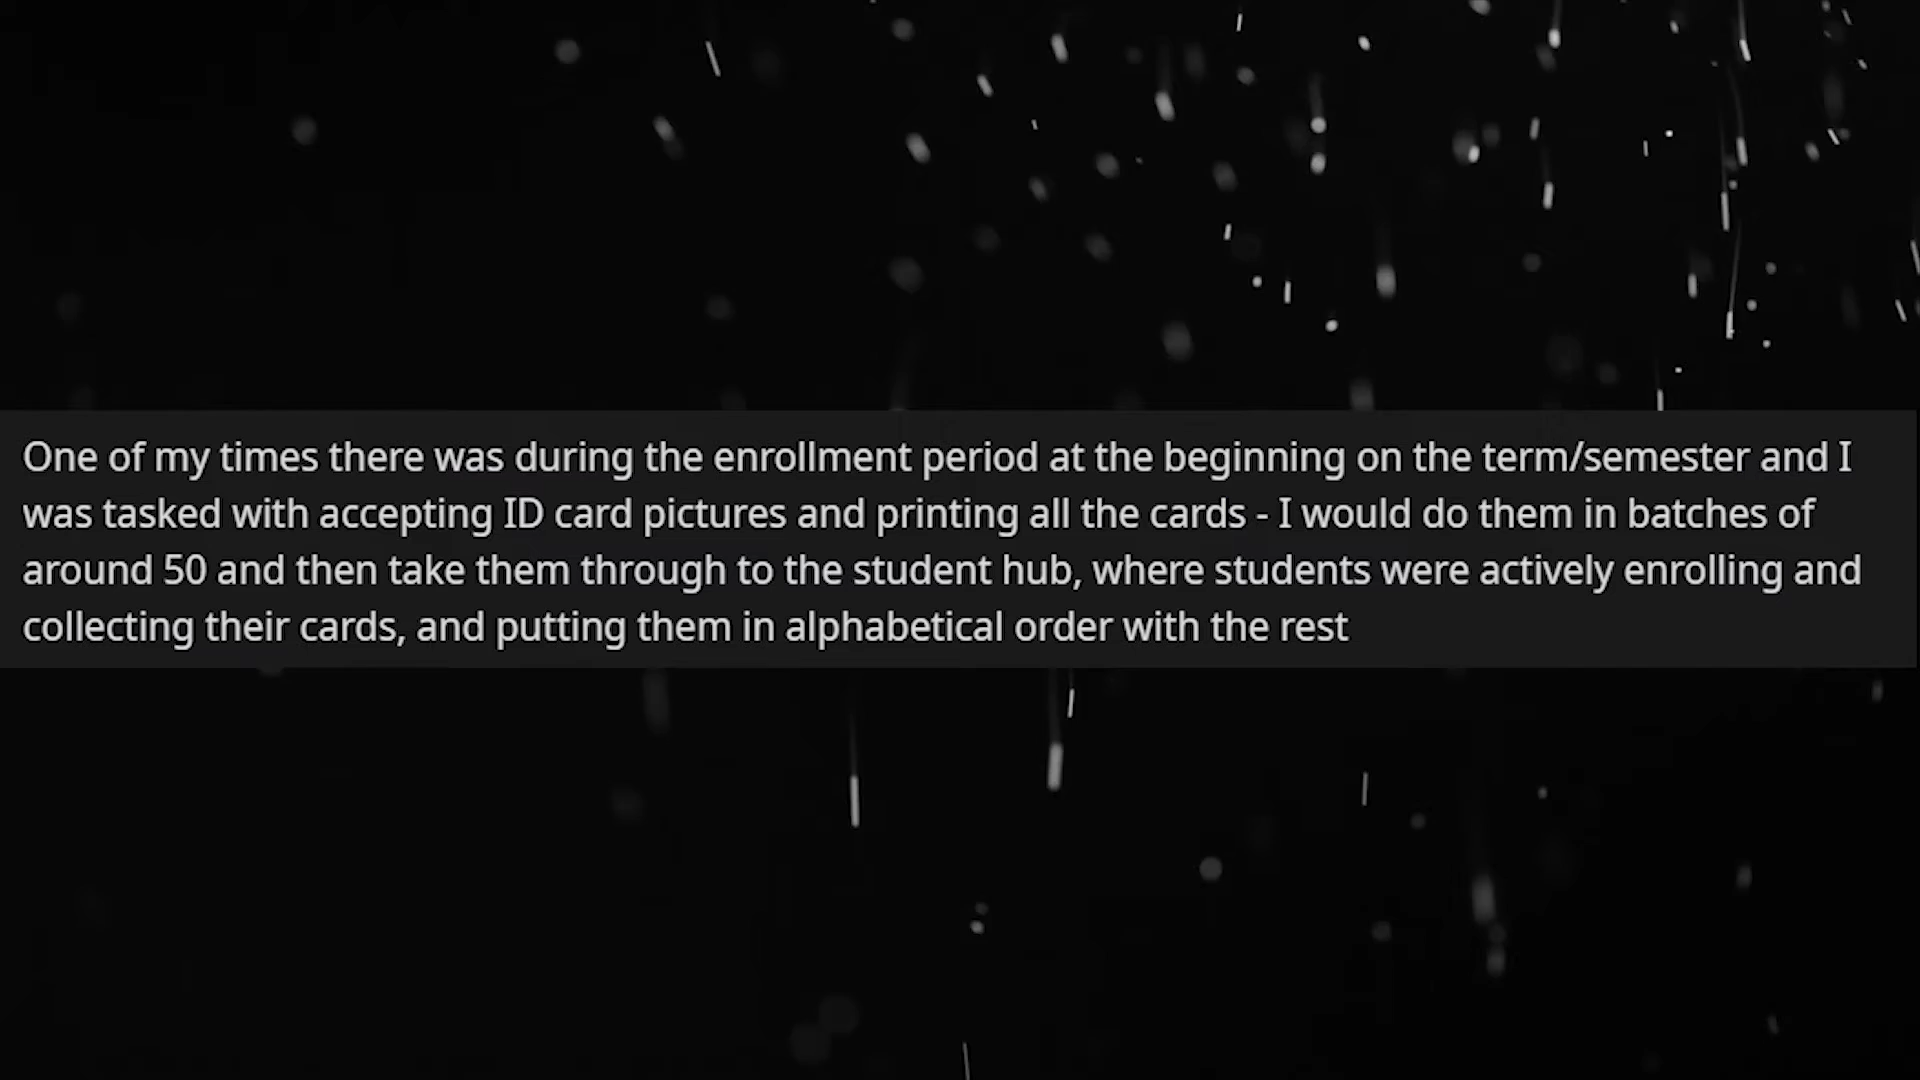 One of my times there was during the enrollment period at the beginning on the term/semester and I
was tasked with accepting ID card pictures and printing all the cards - I would do them in batches of
around 50 and then take them through to the student hub, where students were actively enrolling and
collecting their cards, and putting them in alphabetical order with the rest